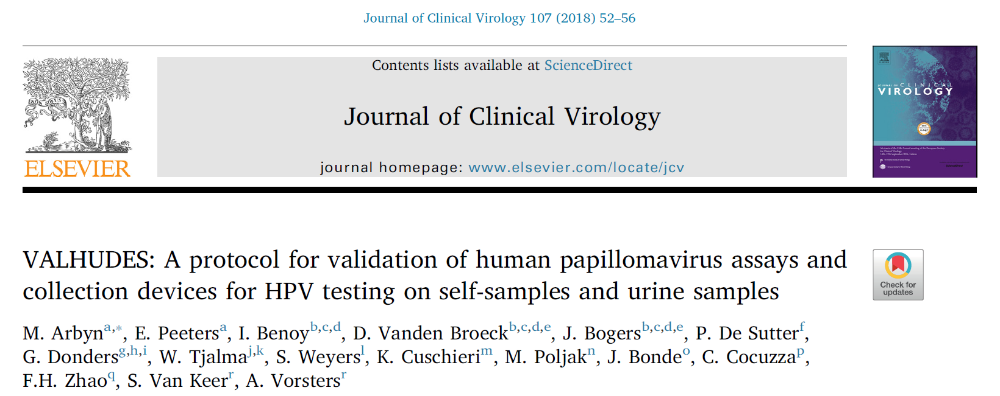 Journal of Clinical Virology 107 (2018) 52–56
Contents lists available at ScienceDirect
Journal of Clinical Virology
journal homepage: www.elsevier.com/locate/jcv
NON SOLUS
ELSEVIER
JOURNAL OF CLINICAL
VIROLOGY
VALHUDES: A protocol for validation of human papillomavirus assays and
collection devices for HPV testing on self-samples and urine samples
Check for
updates
M. Arbyn^a,*, E. Peeters^a, I. Benoy^b,c,d, D. Vanden Broeck^b,c,d,e, J. Bogers^b,c,d,e, P. De Sutter^f,
G. Donders^g,h,i, W. Tjalma^j,k, S. Weyers^l, K. Cuschieri^m, M. Poljak^n, J. Bonde^o, C. Cocuzza^p,
F.H. Zhao^q, S. Van Keer^r, A. Vorsters^r